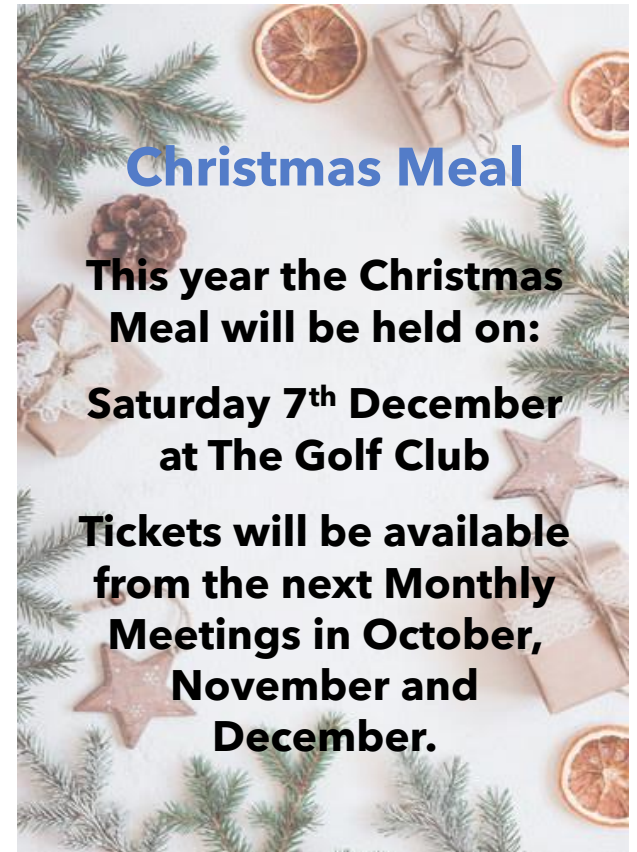 Christmas Meal
This year the Christmas
Meal will be held on:
Saturday 7th December
at The Golf Club
Tickets will be available
from the next Monthly
Meetings in October,
November and
December.